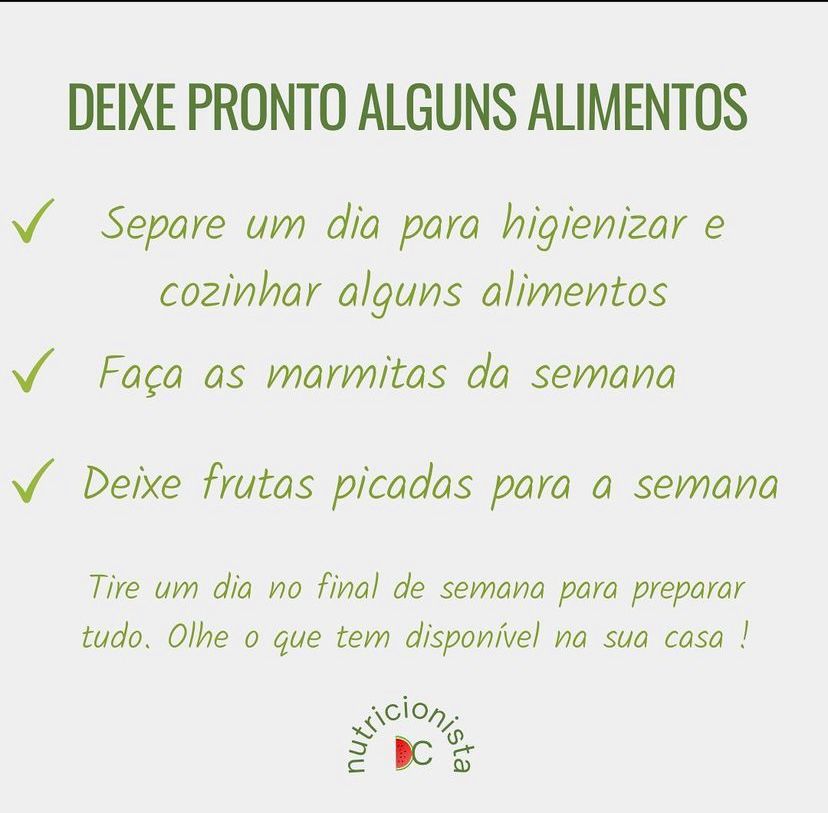 DEIXE PRONTO ALGUNS ALIMENTOS
Separe um dia para higienizar e
cozinhar alguns alimentos
Faça as marmitas da semana
Deixe frutas picadas para a semana
Tire um dia no final de semana para preparar
tudo. Olhe o que tem disponível na sua casa !
nutricionista
DC